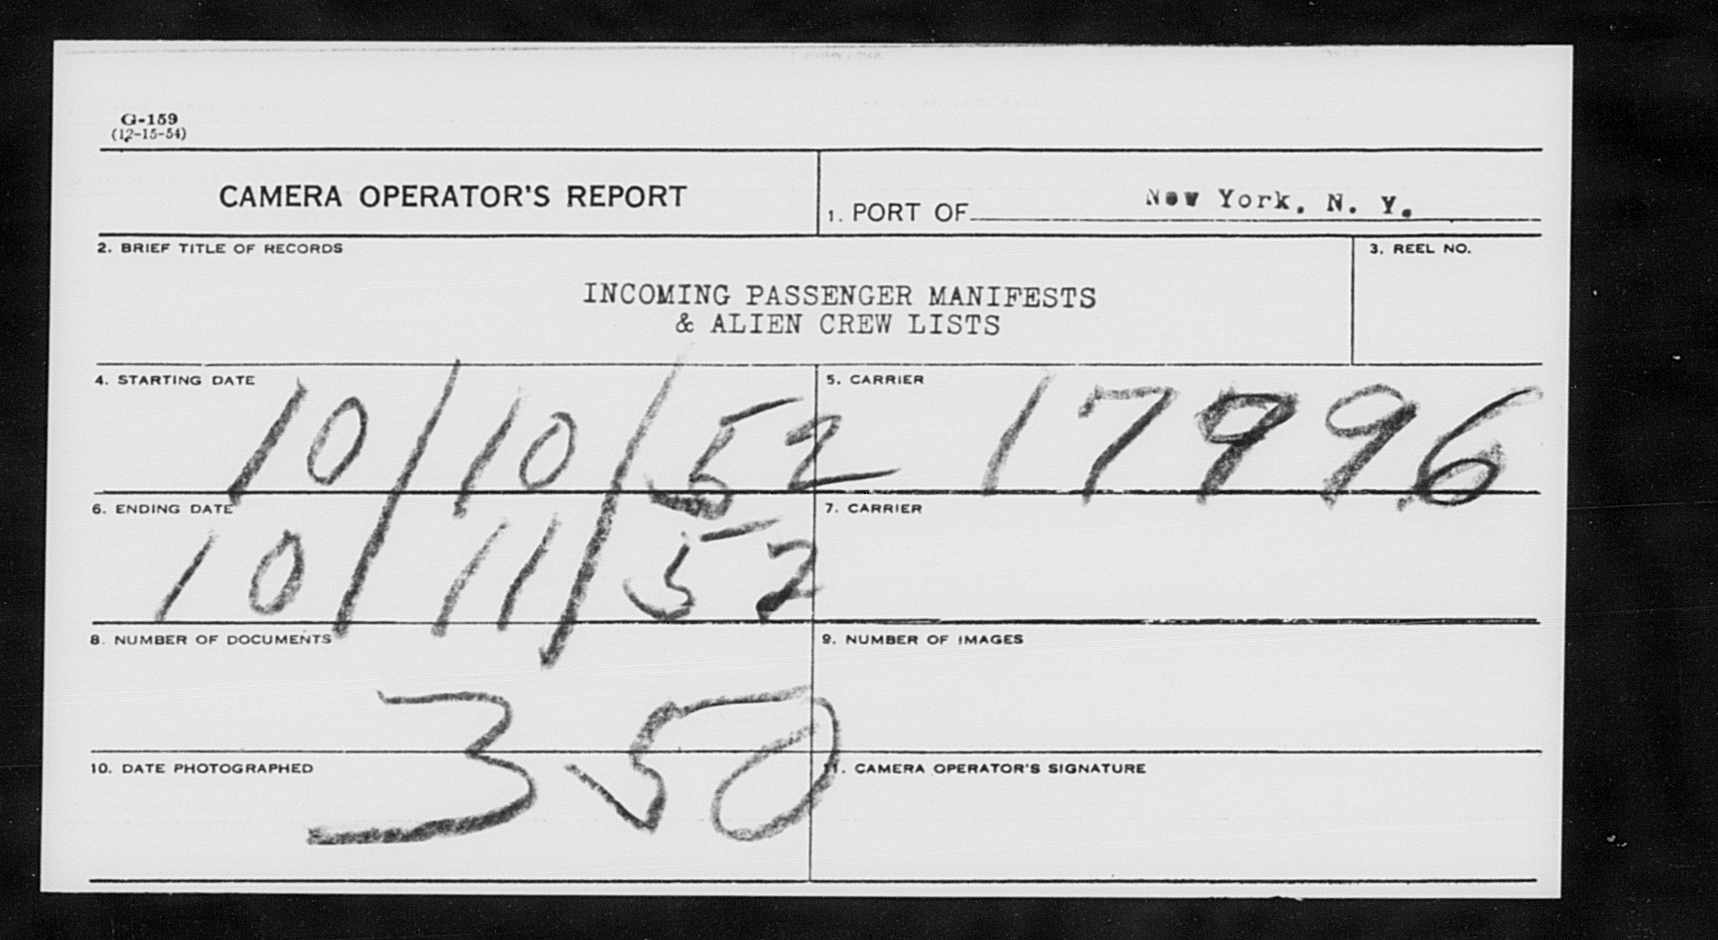 G-159
(12-15-54)
CAMERA OPERATOR'S REPORT
1. PORT OF New York, N. Y.
2. BRIEF TITLE OF RECORDS
INCOMING PASSENGER MANIFESTS
& ALIEN CREW LISTS
3. REEL NO.
4. STARTING DATE
10/10/52
5. CARRIER
17996
6. ENDING DATE
10/11/52
7. CARRIER
8. NUMBER OF DOCUMENTS
350
9. NUMBER OF IMAGES
10. DATE PHOTOGRAPHED
11. CAMERA OPERATOR'S SIGNATURE